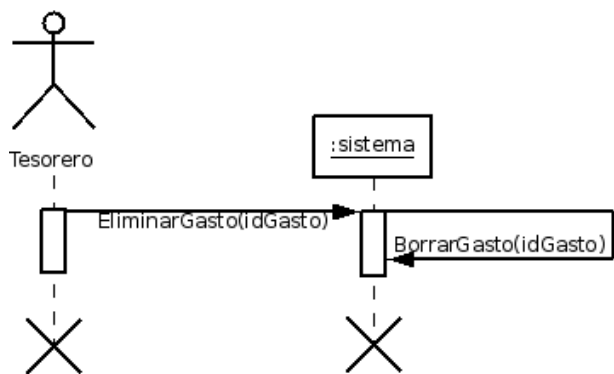 Tesorero
:sistema
EliminarGasto(idGasto)
BorrarGasto(idGasto)